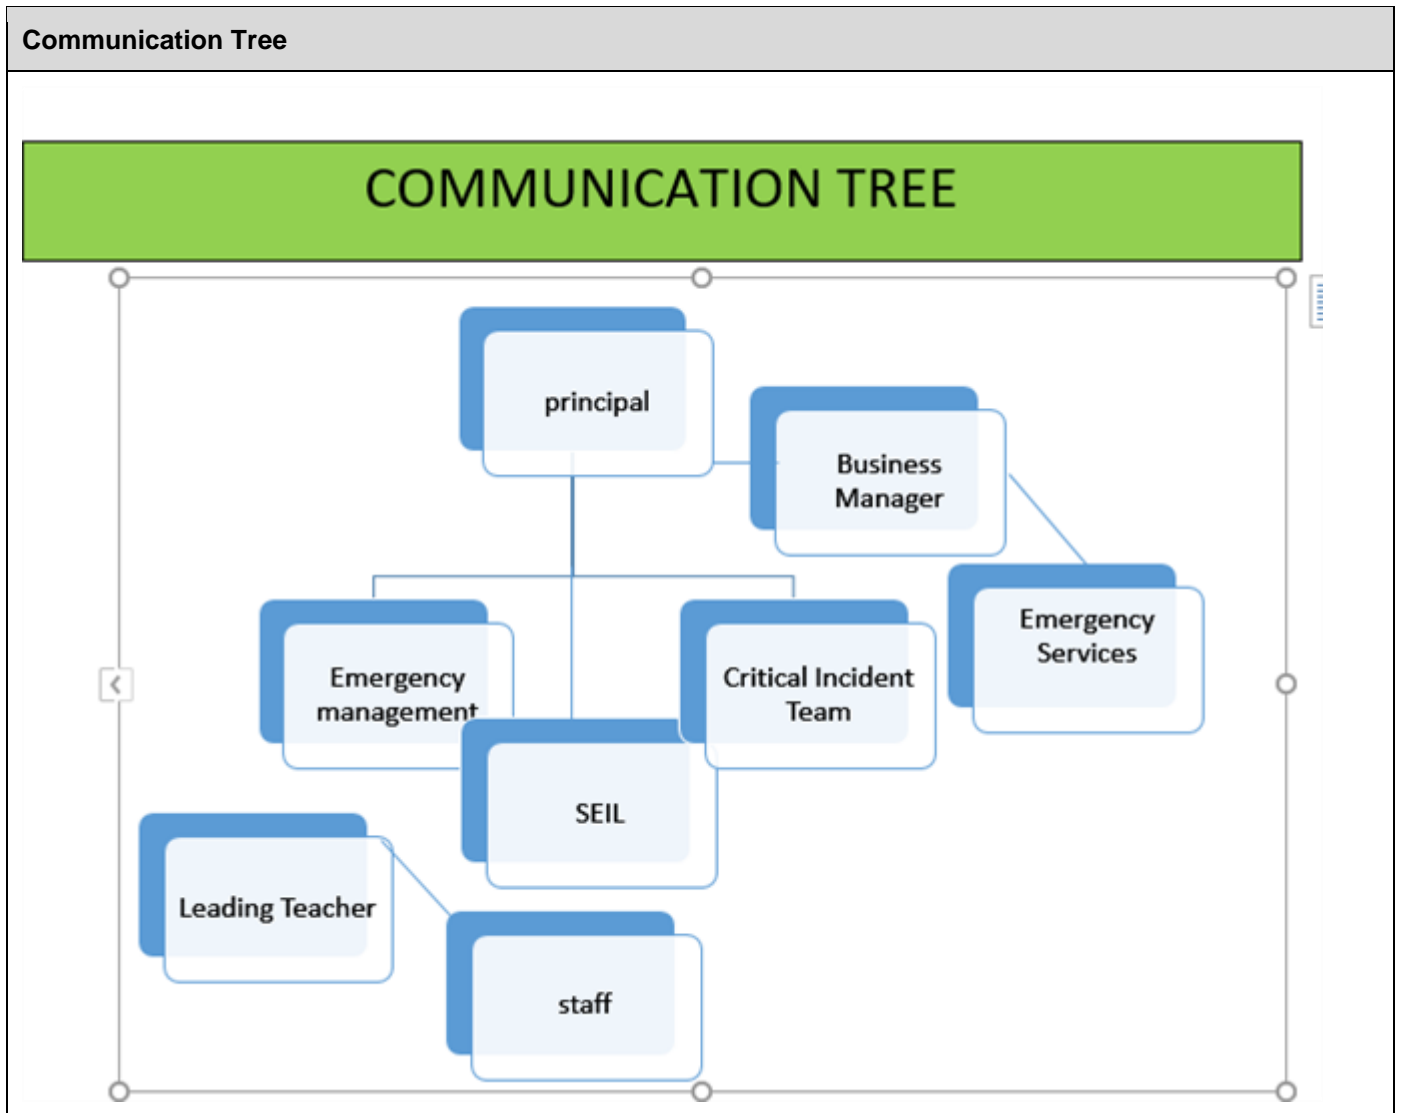 Communication Tree
COMMUNICATION TREE
principal
Business
Manager
Emergency
Services
Emergency
management
Critical Incident
Team
SEIL
Leading Teacher
staff